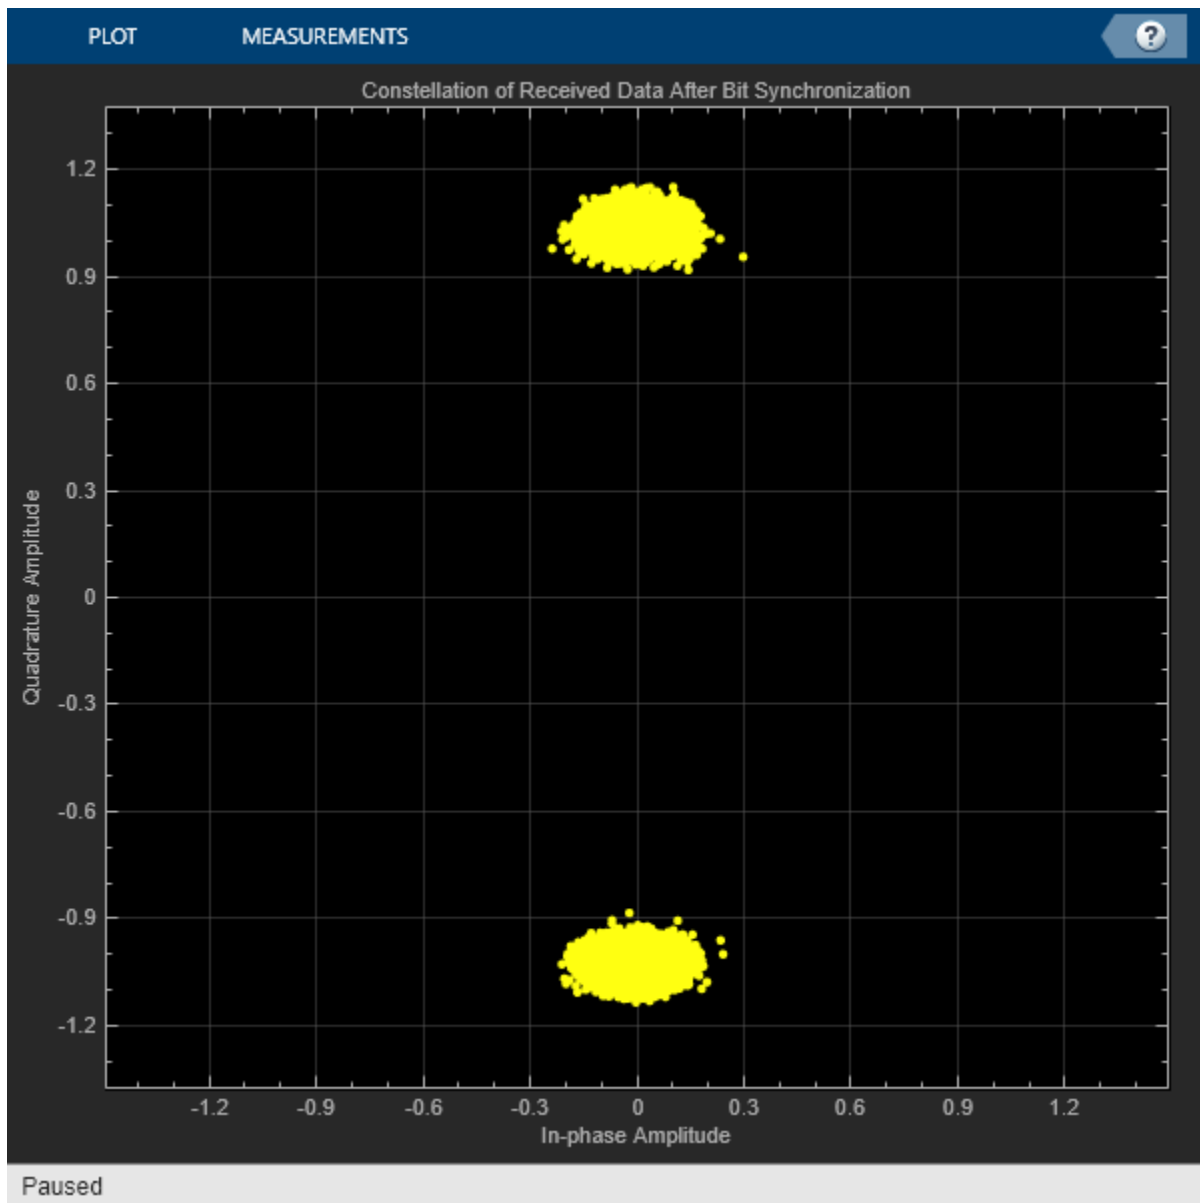 PLOT MEASUREMENTS ?
Constellation of Received Data After Bit Synchronization
1.2
0.9
0.6
0.3
0
-0.3
-0.6
-0.9
-1.2
Quadrature Amplitude
-1.2 -0.9 -0.6 -0.3 0 0.3 0.6 0.9 1.2
In-phase Amplitude
Paused